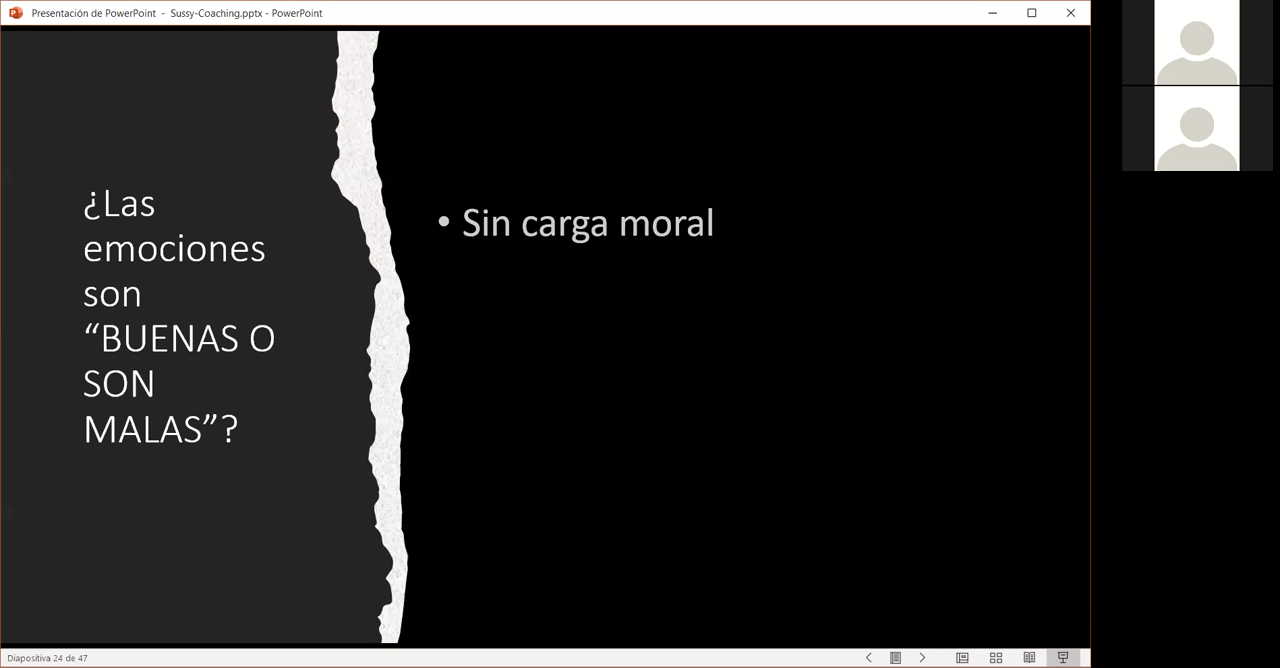 Presentación de PowerPoint - Sussy-Coaching.pptx - PowerPoint
¿Las
emociones
son
“BUENAS O
SON
MALAS”?
• Sin carga moral
Diapositiva 24 de 47